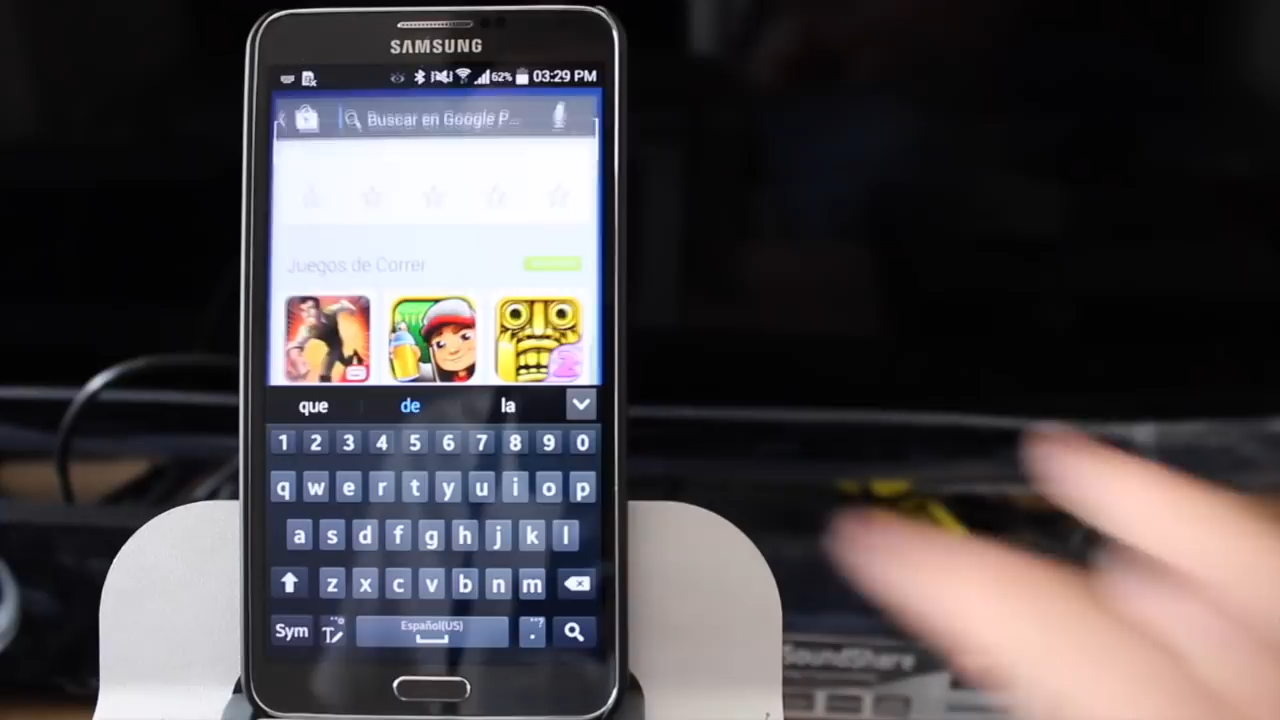 SAMSUNG
62% 03:29 PM
Buscar en Google P...
Juegos de Correr
2
que de la
1 2 3 4 5 6 7 8 9 0
q w e r t y u i o p
a s d f g h j k l
z x c v b n m
Sym Español(US) . ,,?
SoundShare